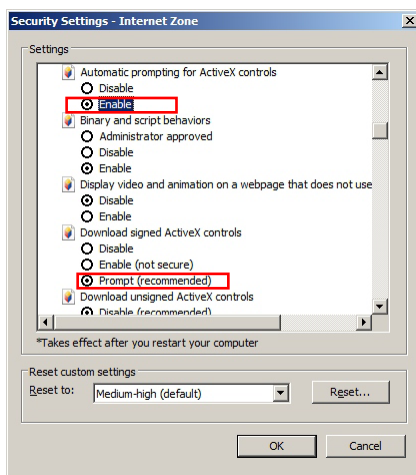 Security Settings - Internet Zone
Settings
Automatic prompting for ActiveX controls
Disable
Enable
Binary and script behaviors
Administrator approved
Disable
Enable
Display video and animation on a webpage that does not use
Disable
Enable
Download signed ActiveX controls
Disable
Enable (not secure)
Prompt (recommended)
Download unsigned ActiveX controls
Disable (recommended)
*Takes effect after you restart your computer
Reset custom settings
Reset to: Medium-high (default) Reset...
OK Cancel